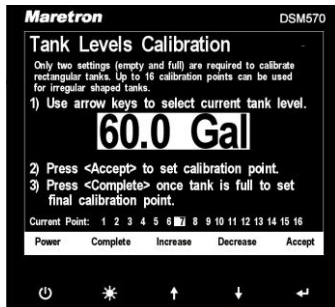 Maretron DSM570
Tank Levels Calibration
Only two settings (empty and full) are required to calibrate
rectangular tanks. Up to 16 calibration points can be used
for irregular shaped tanks.
1) Use arrow keys to select current tank level.
60.0 Gal
2) Press <Accept> to set calibration point.
3) Press <Complete> once tank is full to set
final calibration point.
Current Point: 1 2 3 4 5 6 7 8 9 10 11 12 13 14 15 16
Power Complete Increase Decrease Accept